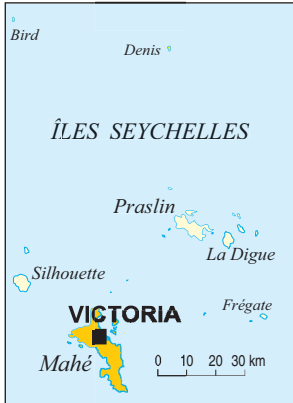 Bird
Denis
ÎLES SEYCHELLES
Praslin
La Digue
Silhouette
Frégate
VICTORIA
Mahé
0 10 20 30 km